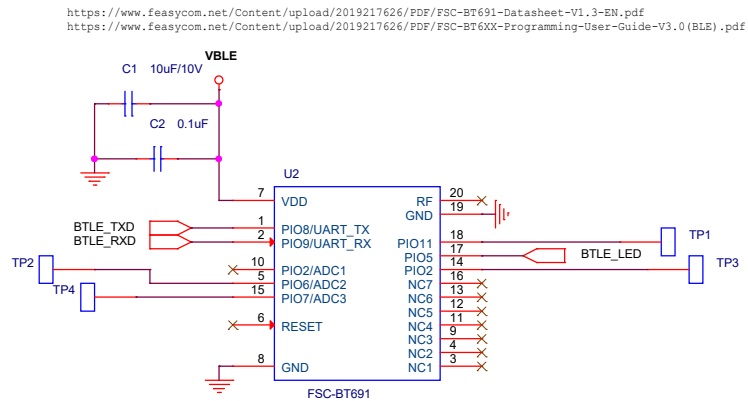 https://www.feasycom.net/Content/upload/2019217626/PDF/FSC-BT691-Datasheet-V1.3-EN.pdf
https://www.feasycom.net/Content/upload/2019217626/PDF/FSC-BT6XX-Programming-User-Guide-V3.0(BLE).pdf
VBLE
C1 10uF/10V
C2 0.1uF
U2
7 VDD
RF 20
GND 19
BTLE_TXD 1 PIO8/UART_TX
BTLE_RXD 2 PIO9/UART_RX
PIO11 18 TP1
PIO5 17 BTLE_LED
10 PIO2/ADC1
PIO2 14 TP3
TP2 5 PIO6/ADC2
NC7 16
TP4 15 PIO7/ADC3
NC6 13
NC5 12
6 RESET
NC4 11
NC3 9
NC2 4
8 GND
NC1 3
FSC-BT691